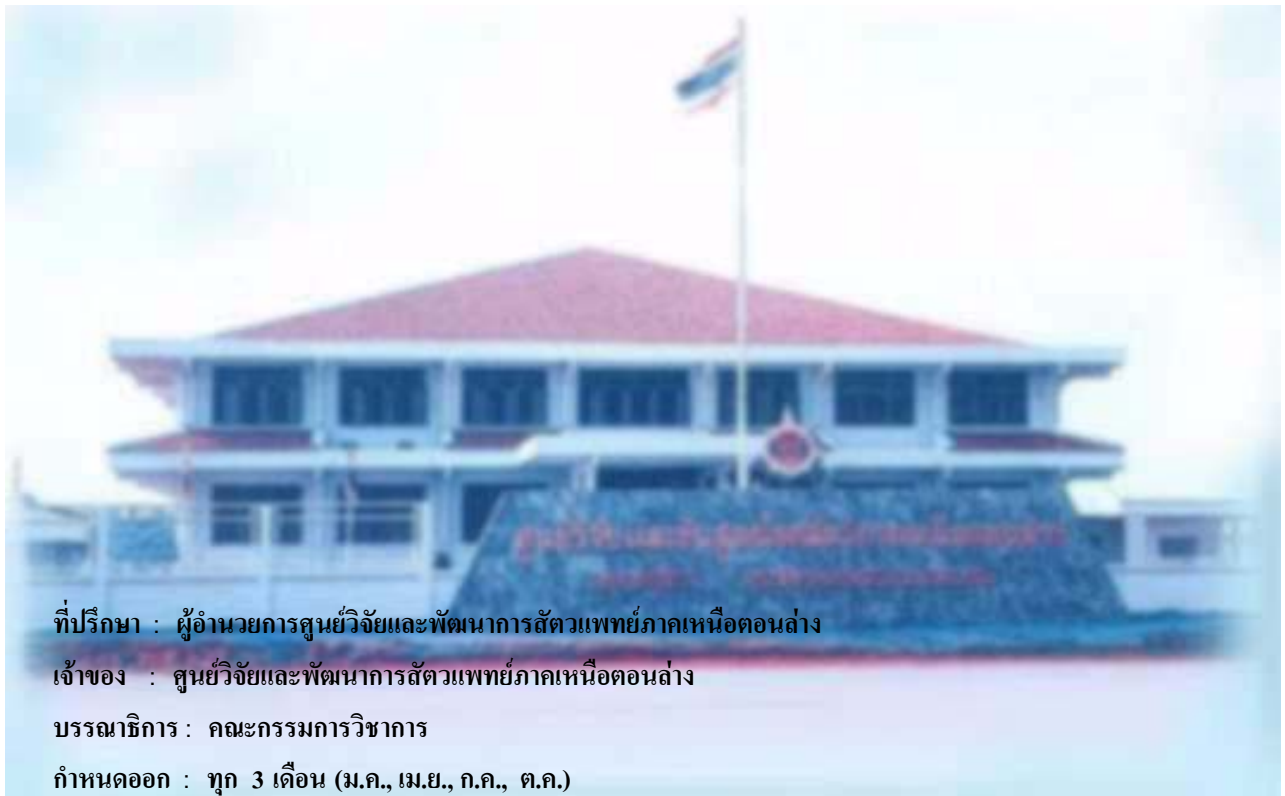 ที่ปรึกษา : ผู้อำนวยการศูนย์วิจัยและพัฒนาการสัตวแพทย์ภาคเหนือตอนล่าง
เจ้าของ : ศูนย์วิจัยและพัฒนาการสัตวแพทย์ภาคเหนือตอนล่าง
บรรณาธิการ : คณะกรรมการวิชาการ
กำหนดออก : ทุก 3 เดือน (ม.ค., เม.ย., ก.ค., ต.ค.)